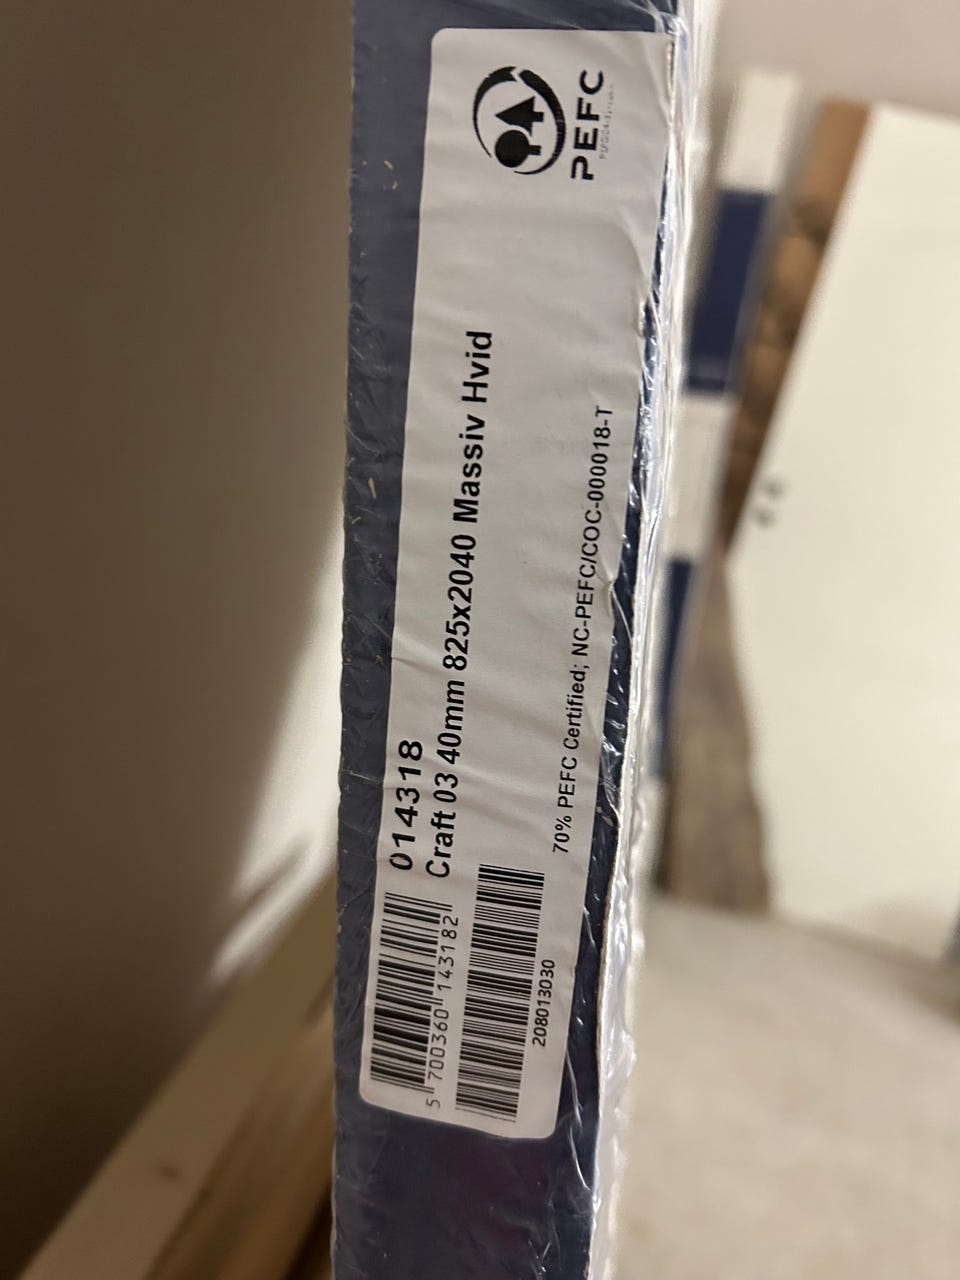 PEFC
014318
Craft 03 40mm 825x2040 Massiv Hvid
5 700360 143182
70% PEFC Certified; NC-PEFC/COC-000018-T
208013030